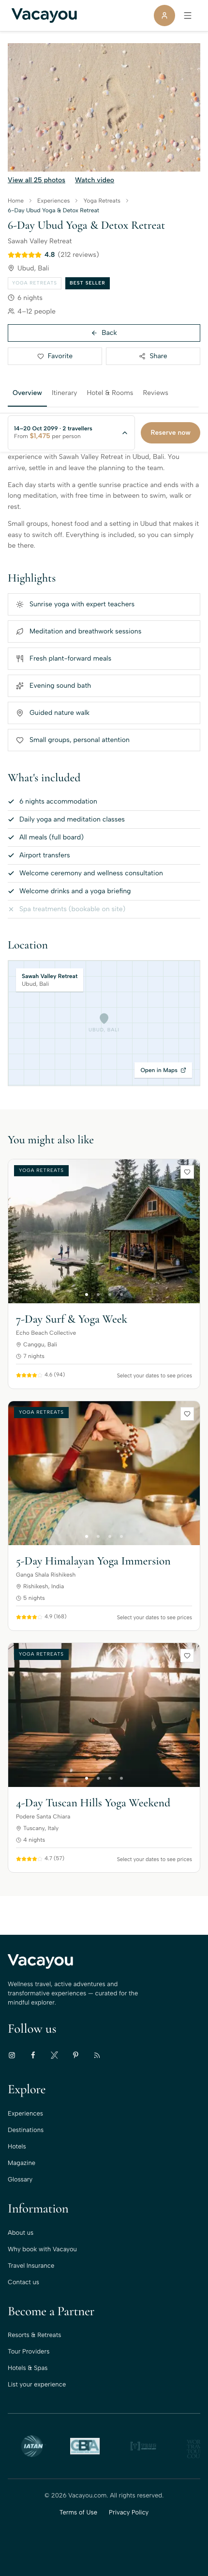 Vacayou
View all 25 photos
Watch video
Home > Experiences > Yoga Retreats >
6-Day Ubud Yoga & Detox Retreat
6-Day Ubud Yoga & Detox Retreat
Sawah Valley Retreat
4.8 (212 reviews)
Ubud, Bali
YOGA RETREATS
BEST SELLER
6 nights
4–12 people
Back
Favorite
Share
Overview
Itinerary
Hotel & Rooms
Reviews
14–20 Oct 2099 · 2 travellers
From $1,475 per person
Reserve now
experience with Sawah Valley Retreat in Ubud, Bali. You
arrive, settle in and leave the planning to the team.
Each day starts with a gentle sunrise practice and ends with a
long meditation, with free time in between to swim, walk or
rest.
Small groups, honest food and a setting in Ubud that makes it
easy to switch off. Everything is included, so you can simply
be there.
Highlights
Sunrise yoga with expert teachers
Meditation and breathwork sessions
Fresh plant-forward meals
Evening sound bath
Guided nature walk
Small groups, personal attention
What's included
6 nights accommodation
Daily yoga and meditation classes
All meals (full board)
Airport transfers
Welcome ceremony and wellness consultation
Welcome drinks and a yoga briefing
Spa treatments (bookable on site)
Location
Sawah Valley Retreat
Ubud, Bali
UBUD, BALI
Open in Maps
You might also like
YOGA RETREATS
7-Day Surf & Yoga Week
Echo Beach Collective
Canggu, Bali
7 nights
4.6 (94)
Select your dates to see prices
YOGA RETREATS
5-Day Himalayan Yoga Immersion
Ganga Shala Rishikesh
Rishikesh, India
5 nights
4.9 (168)
Select your dates to see prices
YOGA RETREATS
4-Day Tuscan Hills Yoga Weekend
Podere Santa Chiara
Tuscany, Italy
4 nights
4.7 (57)
Select your dates to see prices
Vacayou
Wellness travel, active adventures and
transformative experiences — curated for the
mindful explorer.
Follow us
Explore
Experiences
Destinations
Hotels
Magazine
Glossary
Information
About us
Why book with Vacayou
Travel Insurance
Contact us
Become a Partner
Resorts & Retreats
Tour Providers
Hotels & Spas
List your experience
IATAN
© 2026 Vacayou.com. All rights reserved.
Terms of Use
Privacy Policy